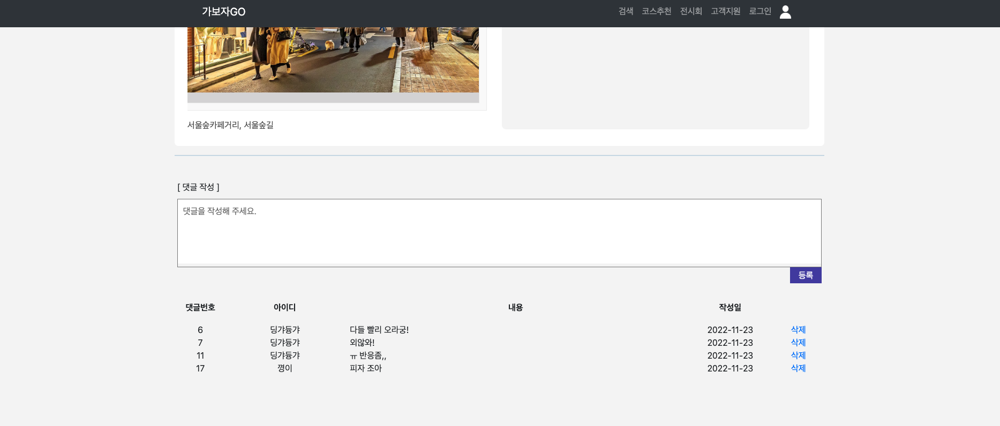 가보자GO 검색 코스추천 전시회 고객지원 로그인
서울숲카페거리, 서울숲길
[ 댓글 작성 ]
댓글을 작성해 주세요.
등록
댓글번호 아이디 내용 작성일
6 딩갸듕갸 다들 빨리 오라궁! 2022-11-23 삭제
7 딩갸듕갸 외않와! 2022-11-23 삭제
11 딩갸듕갸 ㅠ 반응좀,, 2022-11-23 삭제
17 꼉이 피자 조아 2022-11-23 삭제